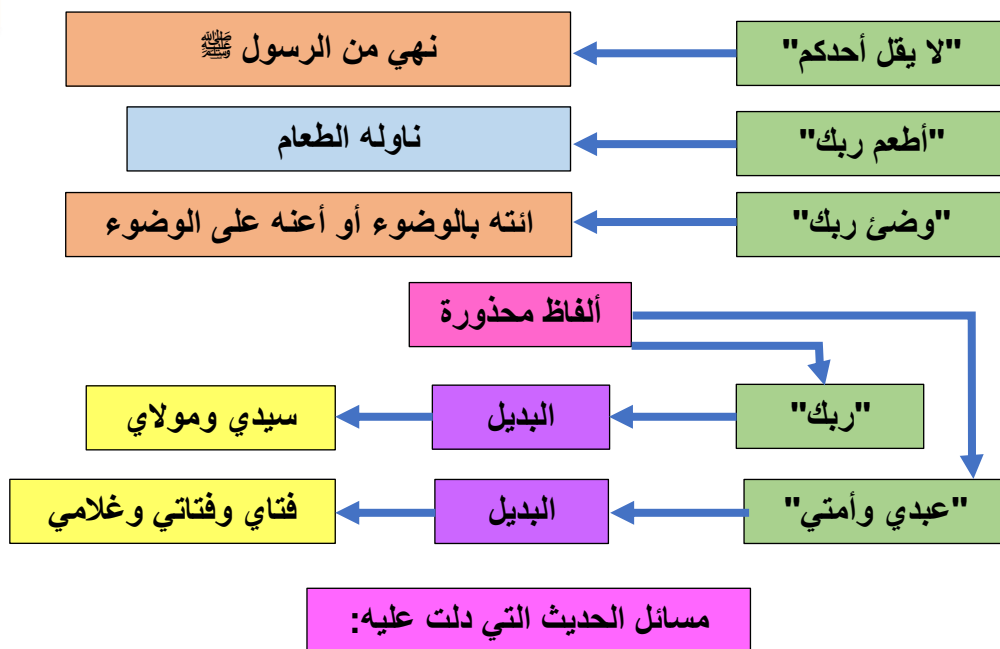 "لا يقل أحدكم" نهي من الرسول ﷺ
"أطعم ربك" ناوله الطعام
"وضئ ربك" ائته بالوضوء أو أعنه على الوضوء
ألفاظ محذورة
"ربك" البديل سيدي ومولاي
"عبدي وأمتي" البديل فتاي وفتاتي وغلامي
مسائل الحديث التي دلت عليه: